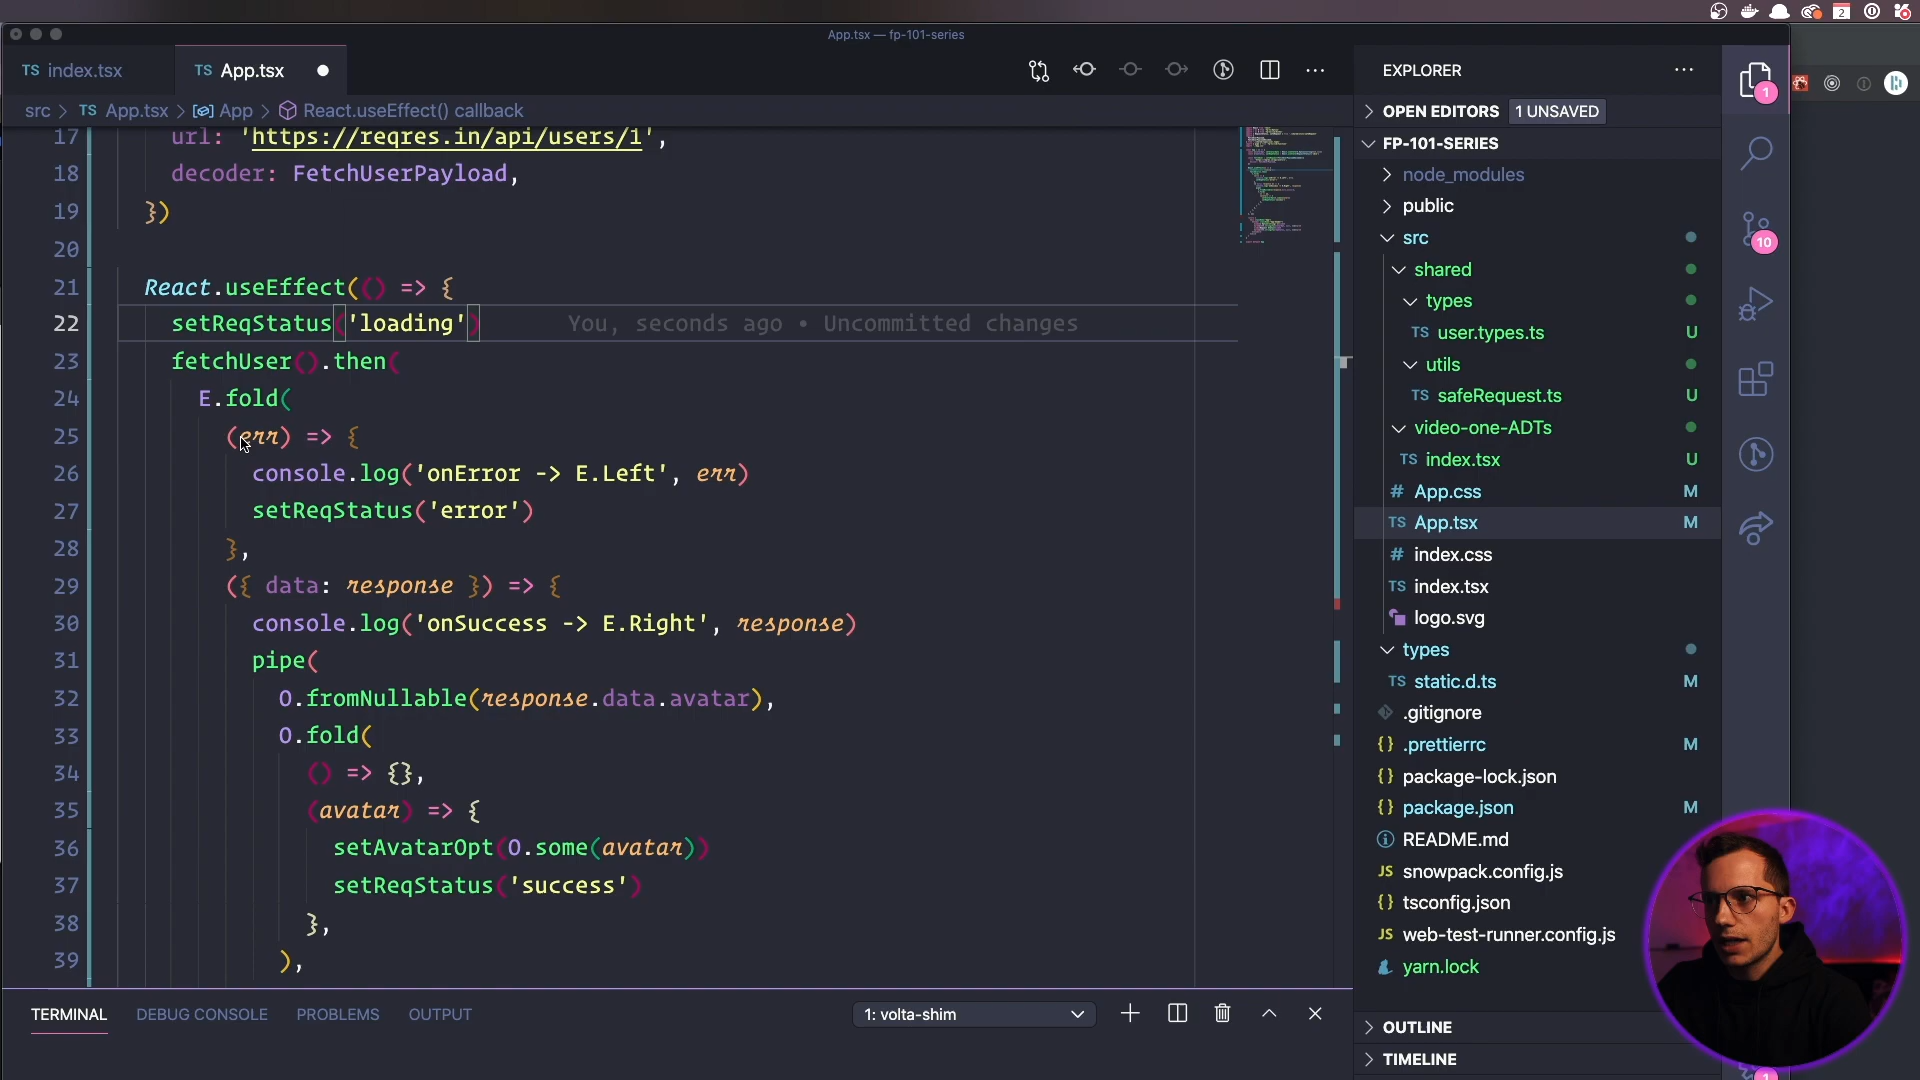 2
App.tsx — fp-101-series
TS index.tsx
TS App.tsx
src > TS App.tsx > App > React.useEffect() callback
17 url: 'https://reqres.in/api/users/1',
18 decoder: FetchUserPayload,
19 })
20
21 React.useEffect(() => {
22 setReqStatus('loading') You, seconds ago • Uncommitted changes
23 fetchUser().then(
24 E.fold(
25 (err) => {
26 console.log('onError -> E.Left', err)
27 setReqStatus('error')
28 },
29 ({ data: response }) => {
30 console.log('onSuccess -> E.Right', response)
31 pipe(
32 O.fromNullable(response.data.avatar),
33 O.fold(
34 () => {},
35 (avatar) => {
36 setAvatarOpt(O.some(avatar))
37 setReqStatus('success')
38 },
39 ),
TERMINAL DEBUG CONSOLE PROBLEMS OUTPUT 1: volta-shim
EXPLORER
OPEN EDITORS 1 UNSAVED
FP-101-SERIES
node_modules
public
src
shared
types
TS user.types.ts U
utils
TS safeRequest.ts U
video-one-ADTs
TS index.tsx U
# App.css M
TS App.tsx M
# index.css
TS index.tsx
logo.svg
types
TS static.d.ts M
.gitignore
{} .prettierrc M
{} package-lock.json
{} package.json M
README.md
JS snowpack.config.js
{} tsconfig.json
JS web-test-runner.config.js
yarn.lock
OUTLINE
TIMELINE
1
10
1